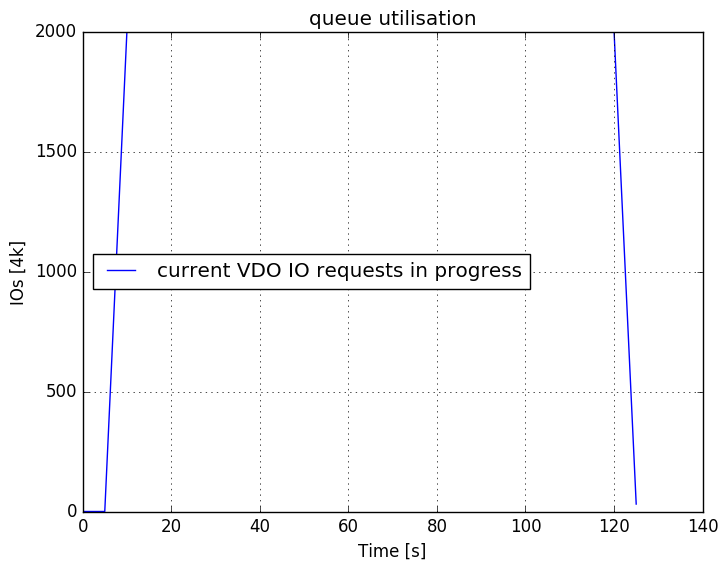 queue utilisation
2000
1500
1000
500
0
IOs [4k]
current VDO IO requests in progress
0 20 40 60 80 100 120 140
Time [s]